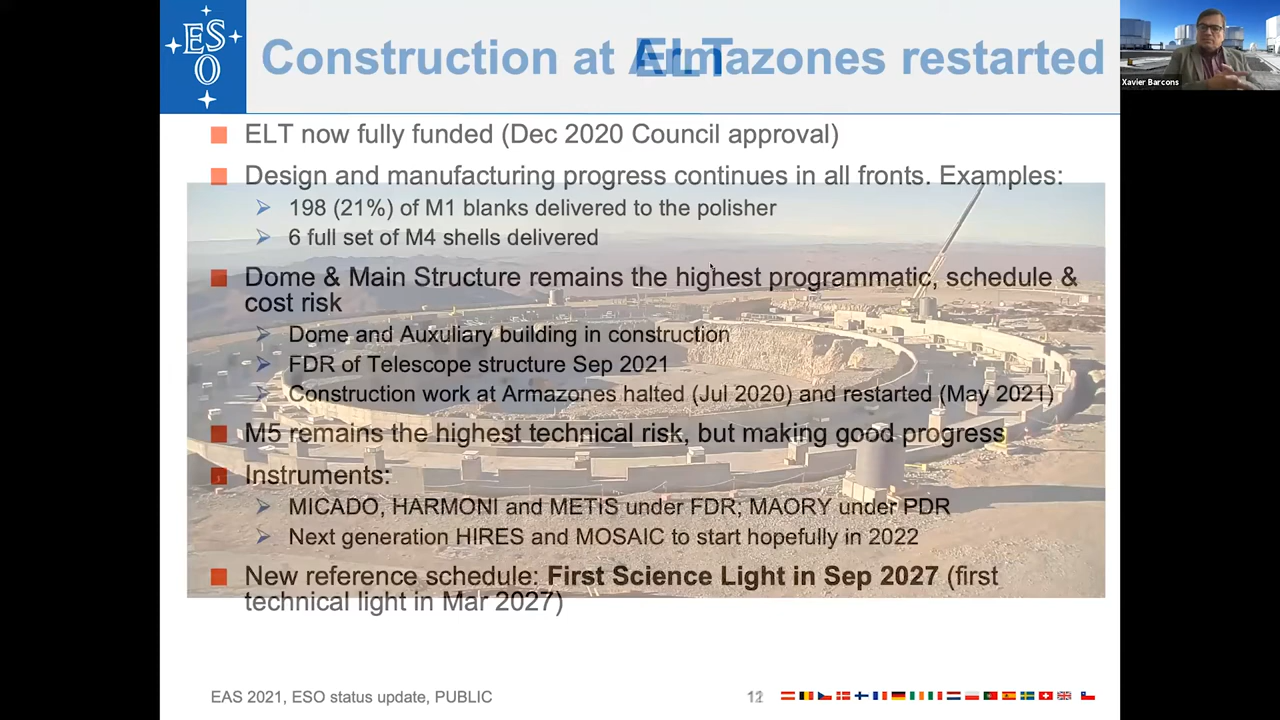 ESO
Construction at Armazones restarted
ELT
Xavier Barcons
ELT now fully funded (Dec 2020 Council approval)
Design and manufacturing progress continues in all fronts. Examples:
198 (21%) of M1 blanks delivered to the polisher
6 full set of M4 shells delivered
Dome & Main Structure remains the highest programmatic, schedule &
cost risk
Dome and Auxuliary building in construction
FDR of Telescope structure Sep 2021
Construction work at Armazones halted (Jul 2020) and restarted (May 2021)
M5 remains the highest technical risk, but making good progress
Instruments:
MICADO, HARMONI and METIS under FDR; MAORY under PDR
Next generation HIRES and MOSAIC to start hopefully in 2022
New reference schedule: First Science Light in Sep 2027 (first
technical light in Mar 2027)
EAS 2021, ESO status update, PUBLIC